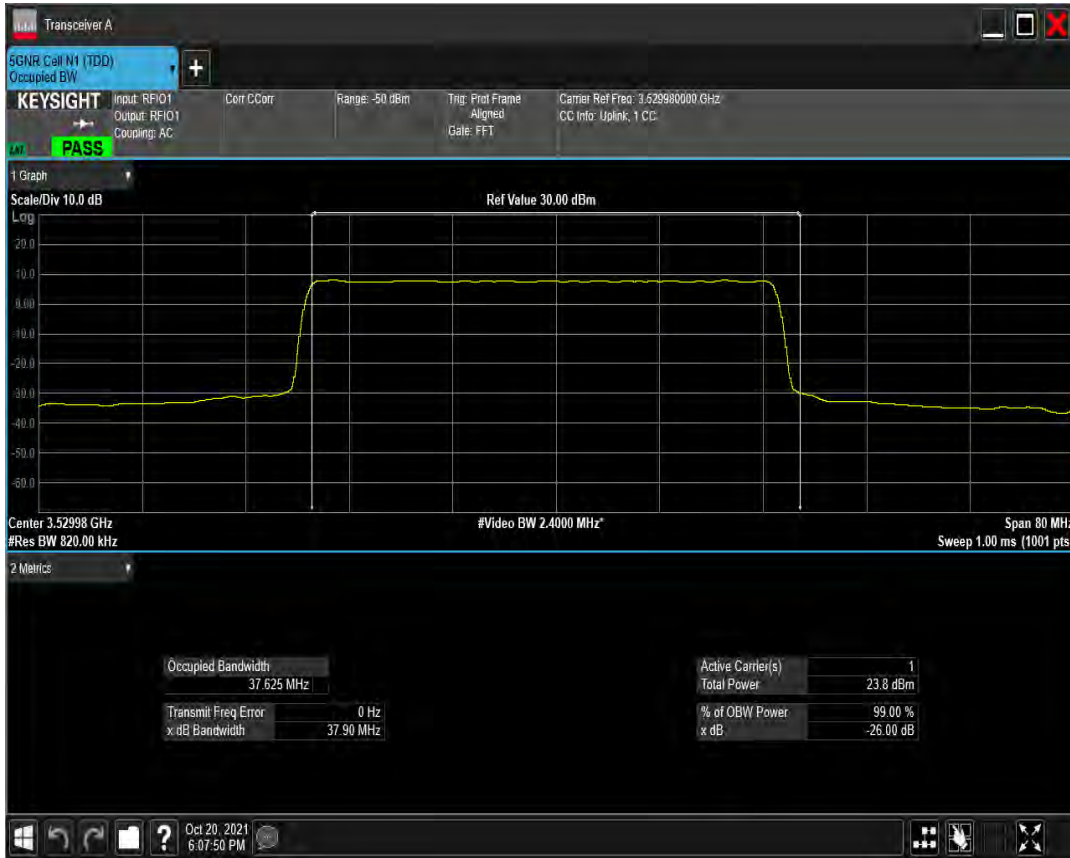 Transceiver A
5GNR Cell N1 (TDD)
Occupied BW
KEYSIGHT
Input: RFIO1
Output: RFIO1
Coupling: AC
Corr CCorr
Range: -50 dBm
Trig: Prot Frame
Aligned
Gate: FFT
Carrier Ref Freq: 3.529980000 GHz
CC Info: Uplink, 1 CC
PASS
1 Graph
Scale/Div 10.0 dB
Ref Value 30.00 dBm
Log
20.0
10.0
0.00
-10.0
-20.0
-30.0
-40.0
-50.0
-60.0
Center 3.52998 GHz
#Video BW 2.4000 MHz*
Span 80 MHz
#Res BW 820.00 kHz
Sweep 1.00 ms (1001 pts
2 Metrics
Occupied Bandwidth
37.625 MHz
Transmit Freq Error 0 Hz
x dB Bandwidth 37.90 MHz
Active Carrier(s) 1
Total Power 23.8 dBm
% of OBW Power 99.00 %
x dB -26.00 dB
Oct 20, 2021
6:07:50 PM